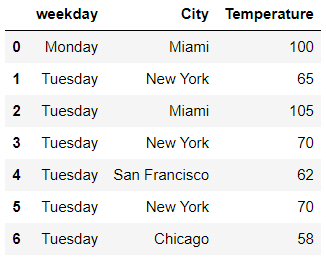 weekday City Temperature
0 Monday Miami 100
1 Tuesday New York 65
2 Tuesday Miami 105
3 Tuesday New York 70
4 Tuesday San Francisco 62
5 Tuesday New York 70
6 Tuesday Chicago 58